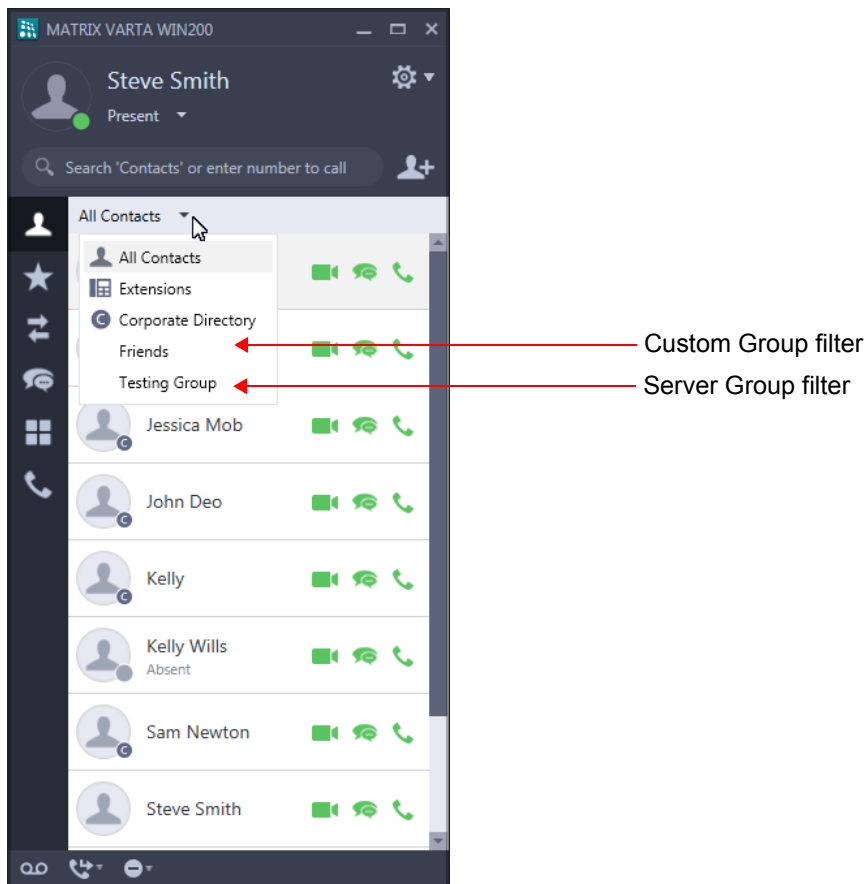 MATRIX VARTA WIN200
Steve Smith
Present
Search 'Contacts' or enter number to call
All Contacts
All Contacts
Extensions
C Corporate Directory
Friends
Custom Group filter
Testing Group
Server Group filter
Jessica Mob
C
John Deo
C
Kelly
C
Kelly Wills
Absent
Sam Newton
C
Steve Smith